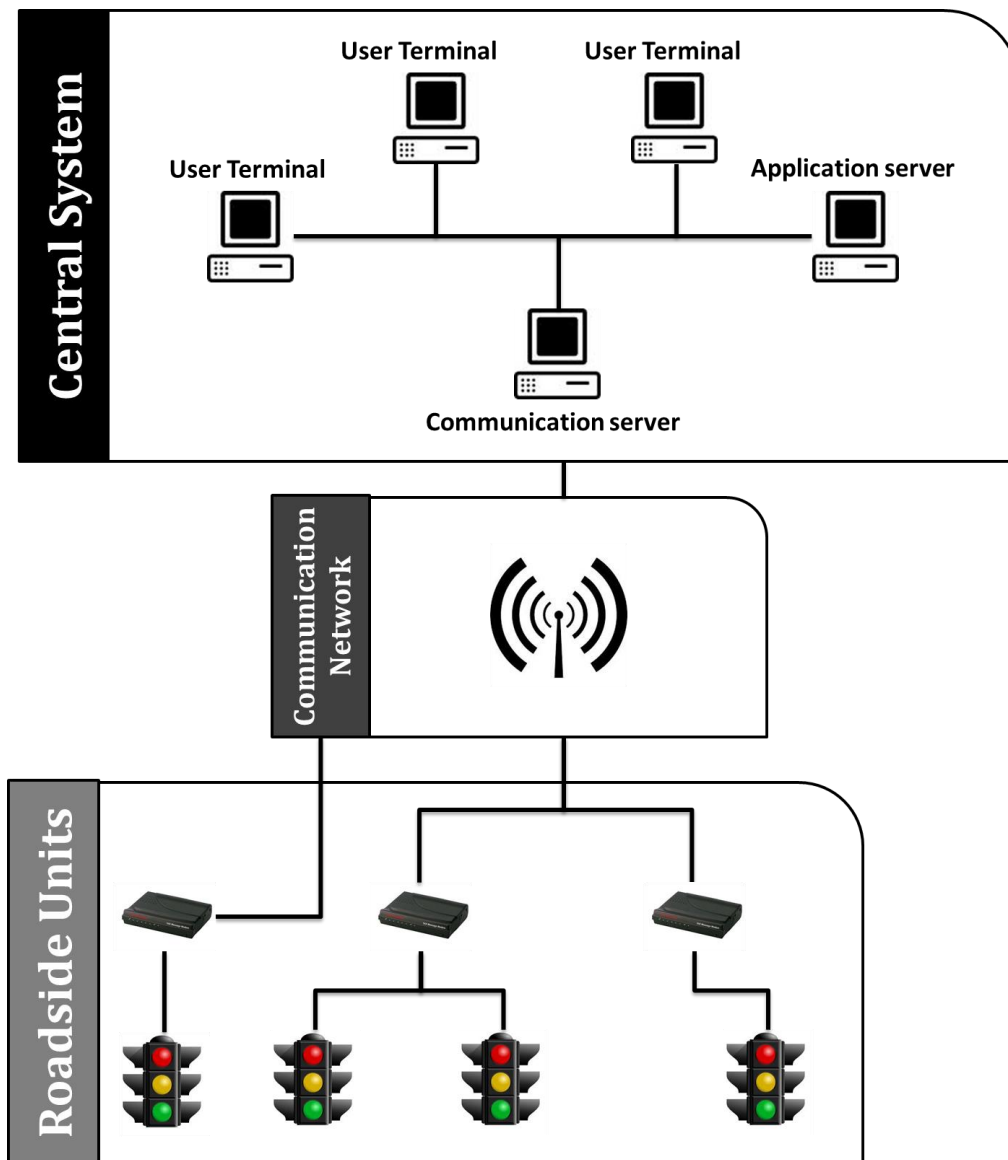 Central System
User Terminal
User Terminal
User Terminal
Application server
Communication server
Communication
Network
Roadside Units